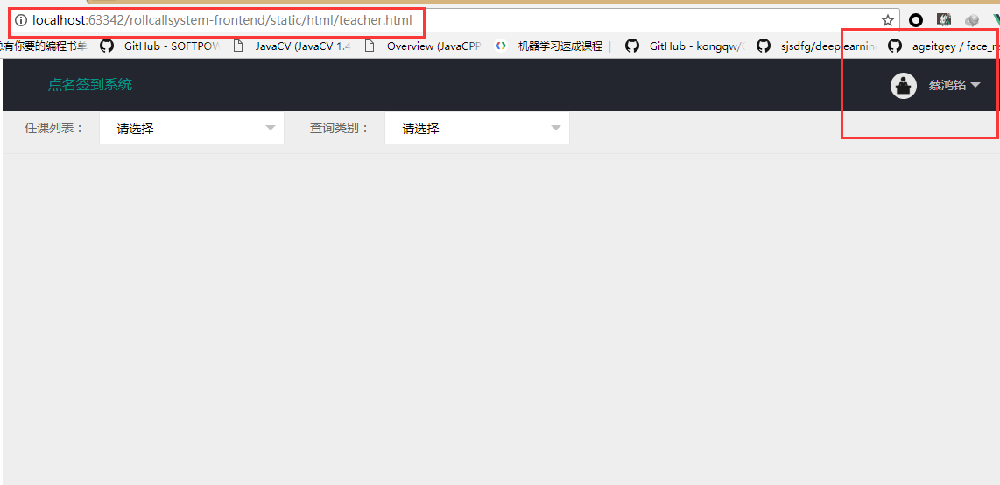 localhost:63342/rollcallsystem-frontend/static/html/teacher.html
有你要的编程书单 GitHub - SOFTPOW JavaCV (JavaCV 1.4 Overview (JavaCPP 机器学习速成课程 GitHub - kongqw/ sjsdfg/deeplearnin ageitgey / face_r
点名签到系统 蔡鸿铭
任课列表： --请选择-- 查询类别： --请选择--